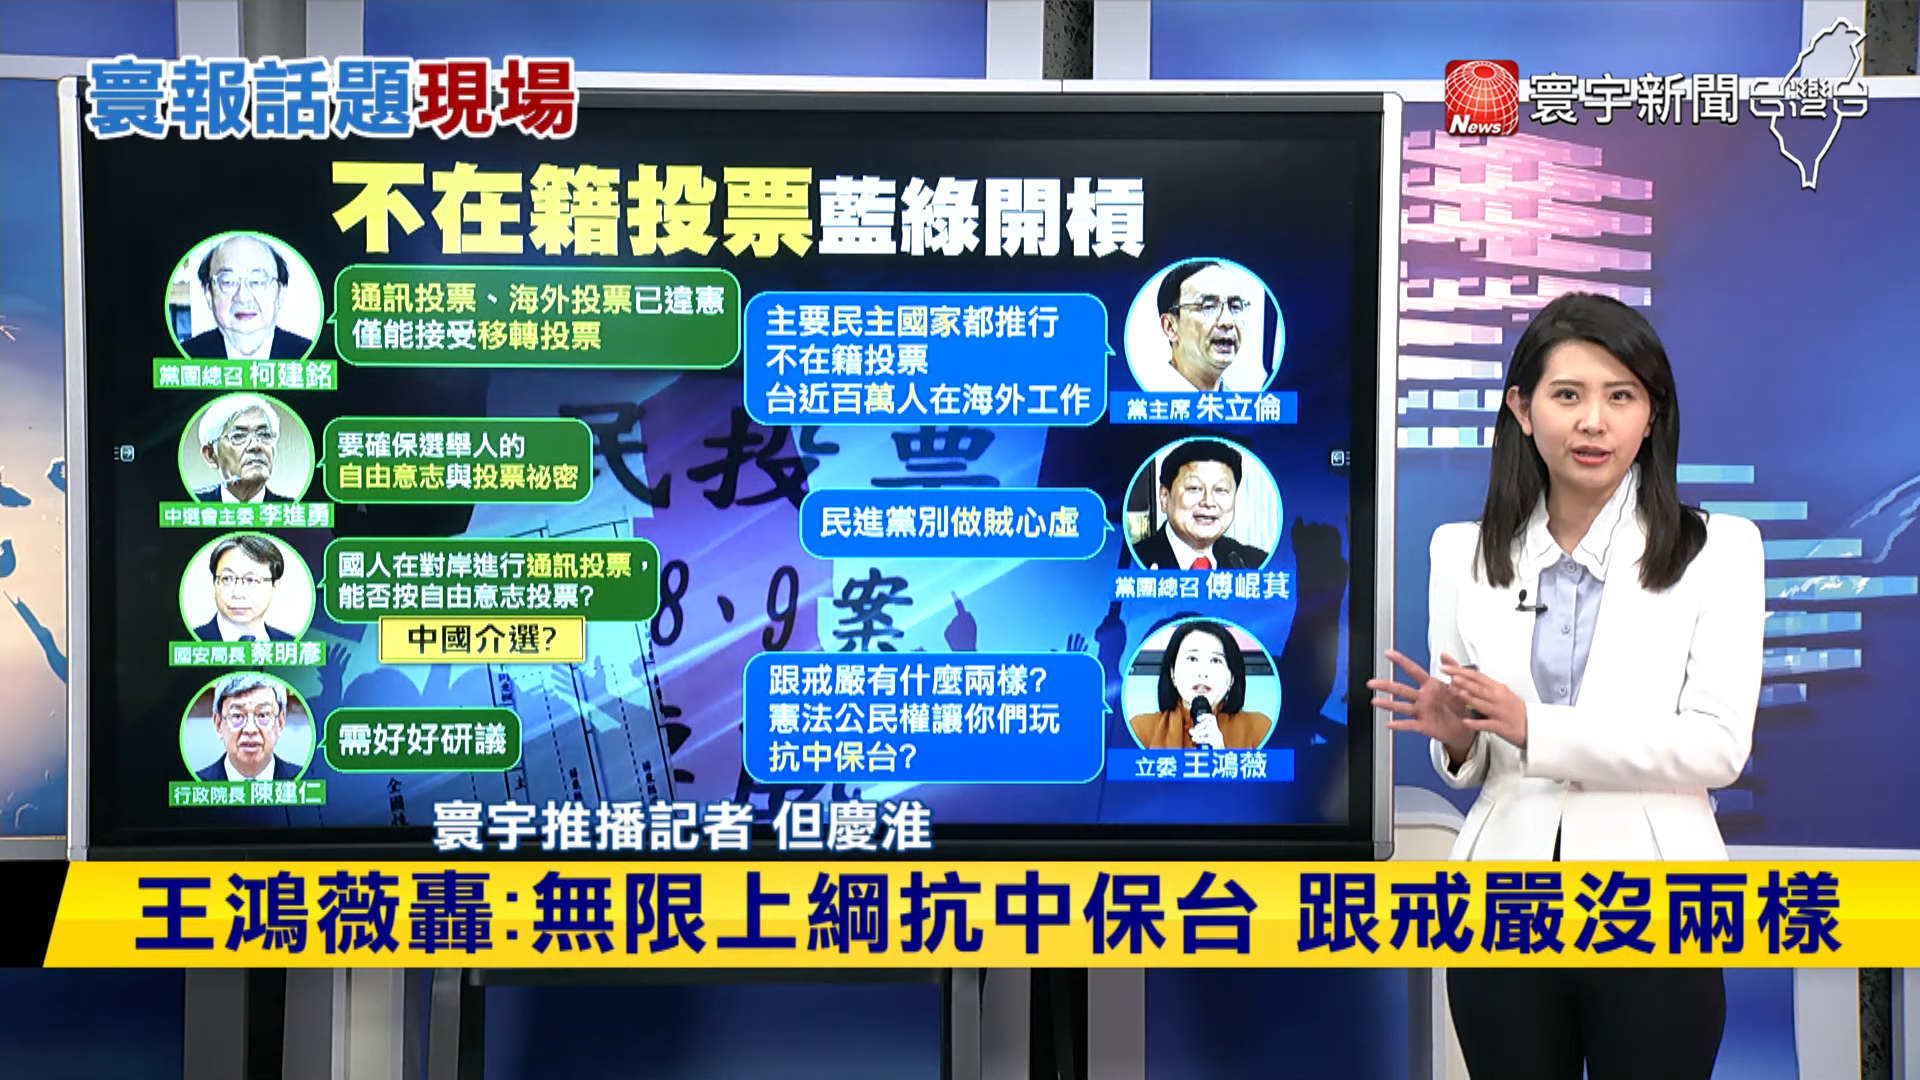 寰報話題現場
News 寰宇新聞 台灣台
不在籍投票藍綠開槓
通訊投票、海外投票已違憲
僅能接受移轉投票
黨團總召 柯建銘
要確保選舉人的
自由意志與投票祕密
中選會主委 李進勇
國人在對岸進行通訊投票,
能否按自由意志投票?
中國介選?
國安局長 蔡明彥
需好好研議
行政院長 陳建仁
主要民主國家都推行
不在籍投票
台近百萬人在海外工作
黨主席 朱立倫
民進黨別做賊心虛
黨團總召 傅崐萁
跟戒嚴有什麼兩樣?
憲法公民權讓你們玩
抗中保台?
立委 王鴻薇
民投票
8、9案
寰宇推播記者 但慶淮
王鴻薇轟:無限上綱抗中保台 跟戒嚴沒兩樣